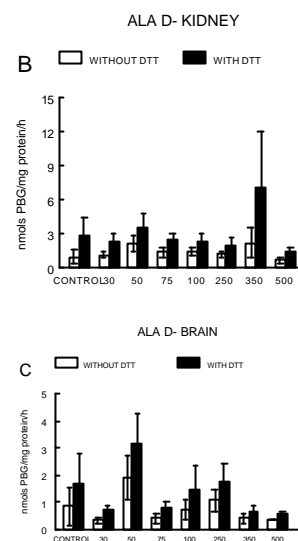 ALA D- KIDNEY
B
WITHOUT DTT WITH DTT
nmols PBG/mg protein/h
15
12
9
6
3
0
CONTROL 30 50 75 100 250 350 500
ALA D- BRAIN
C
WITHOUT DTT WITH DTT
nmols PBG/mg protein/h
5
4
3
2
1
0
CONTROL 30 50 75 100 250 350 500